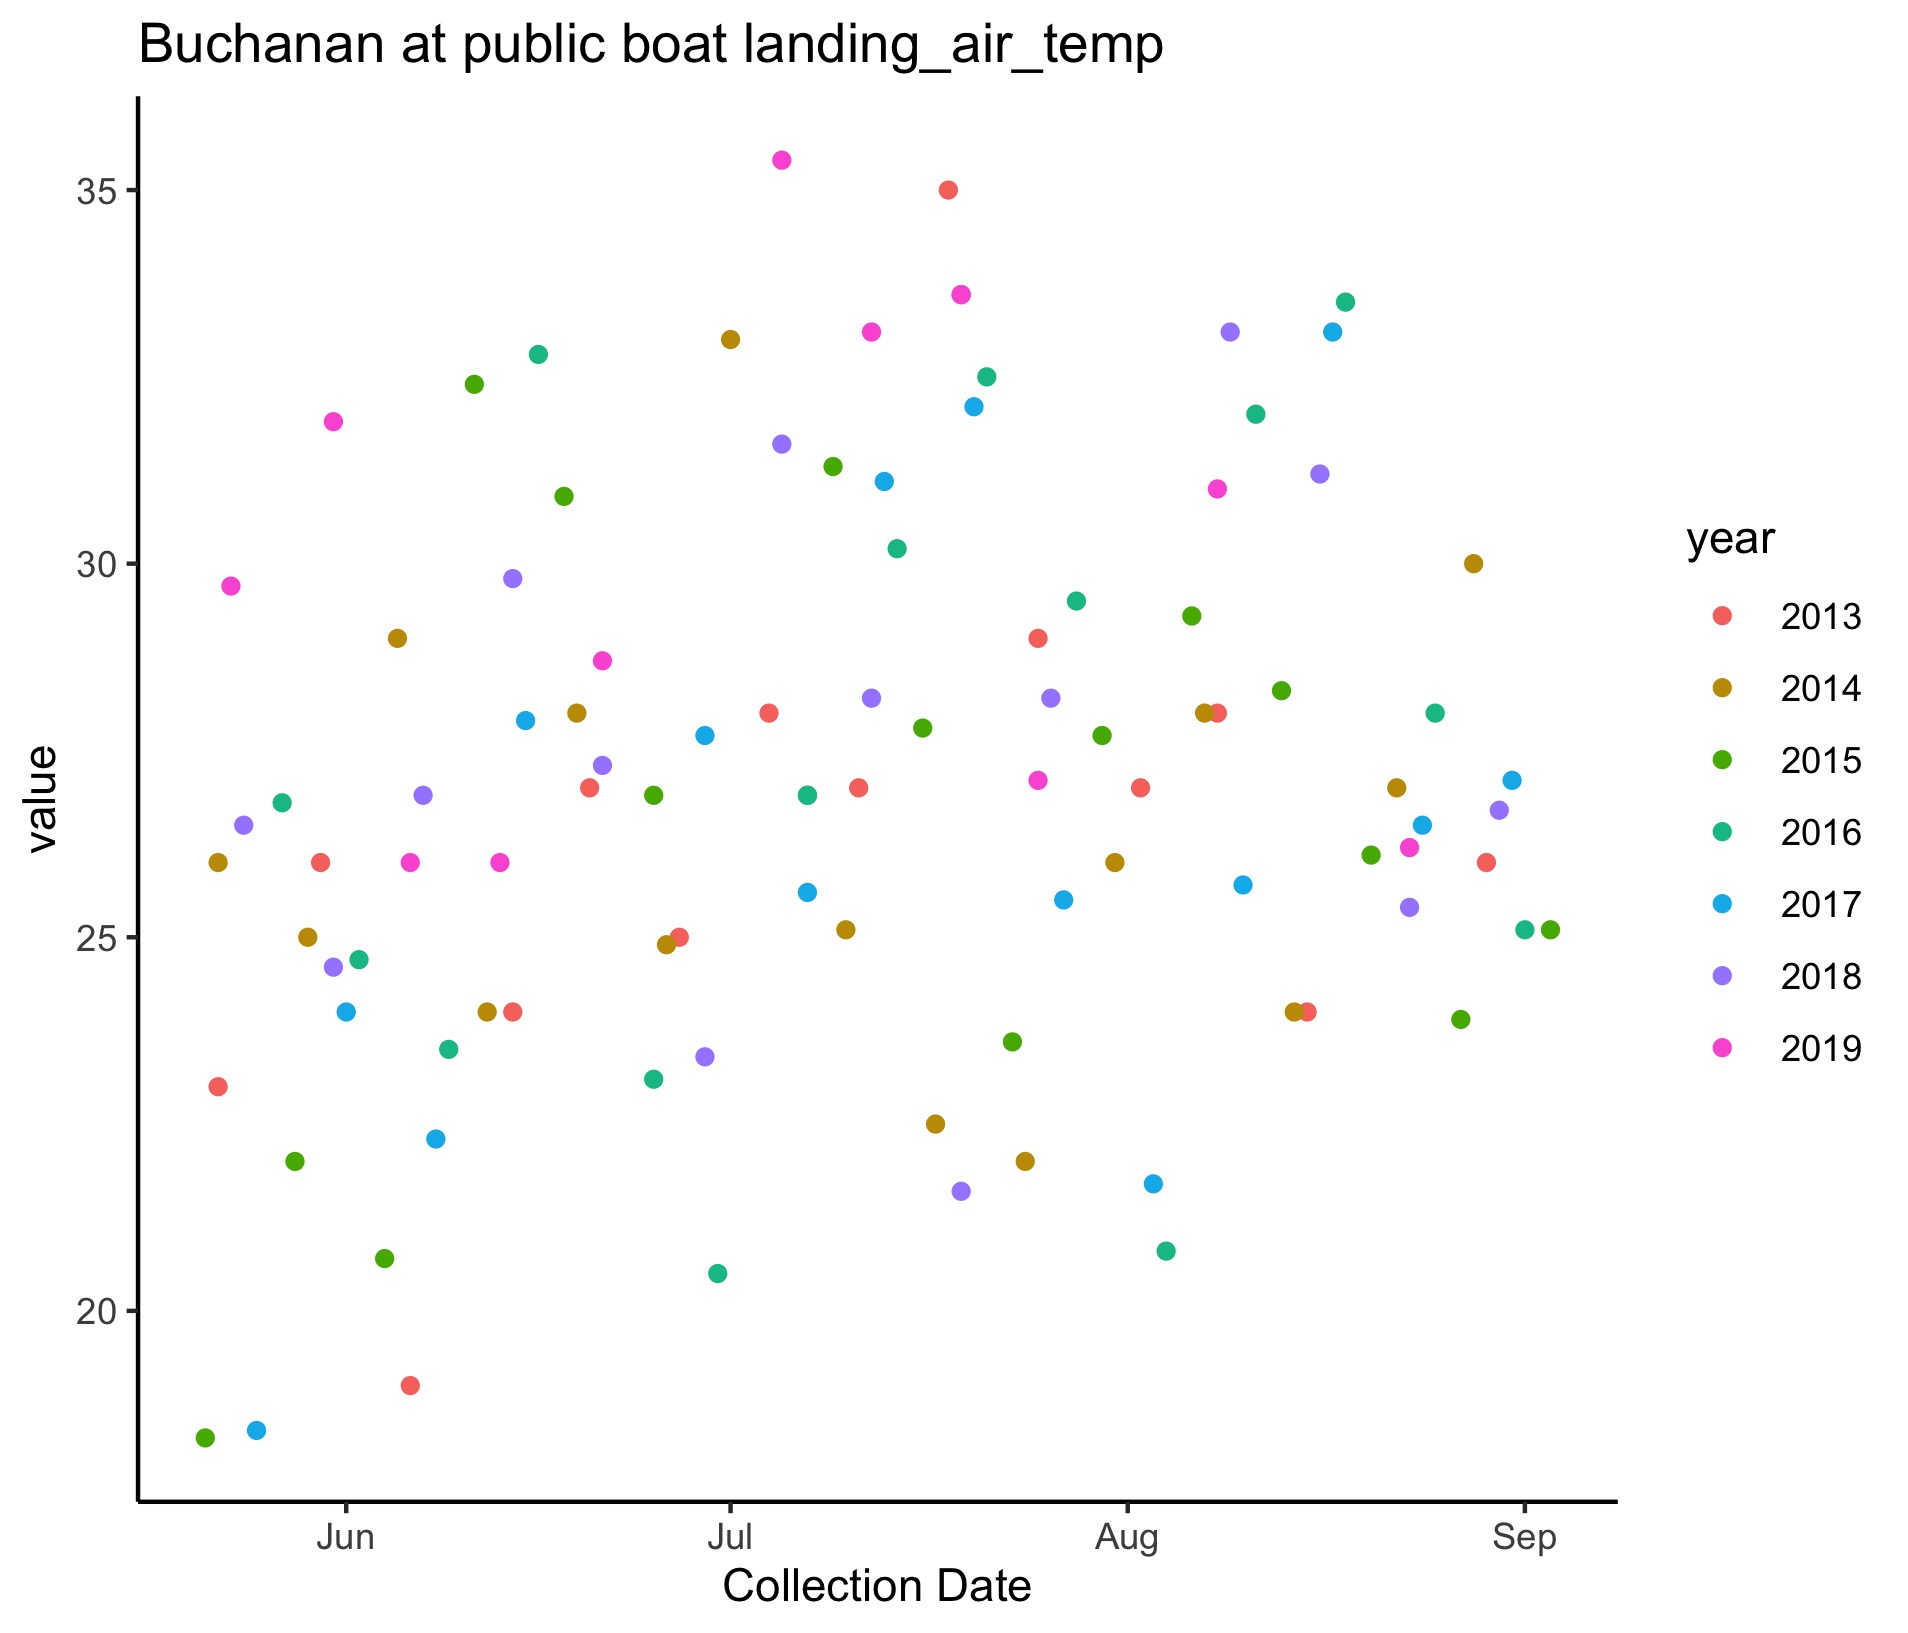 Buchanan at public boat landing_air_temp
35
30
25
20
value
Jun Jul Aug Sep
Collection Date
year
2013
2014
2015
2016
2017
2018
2019